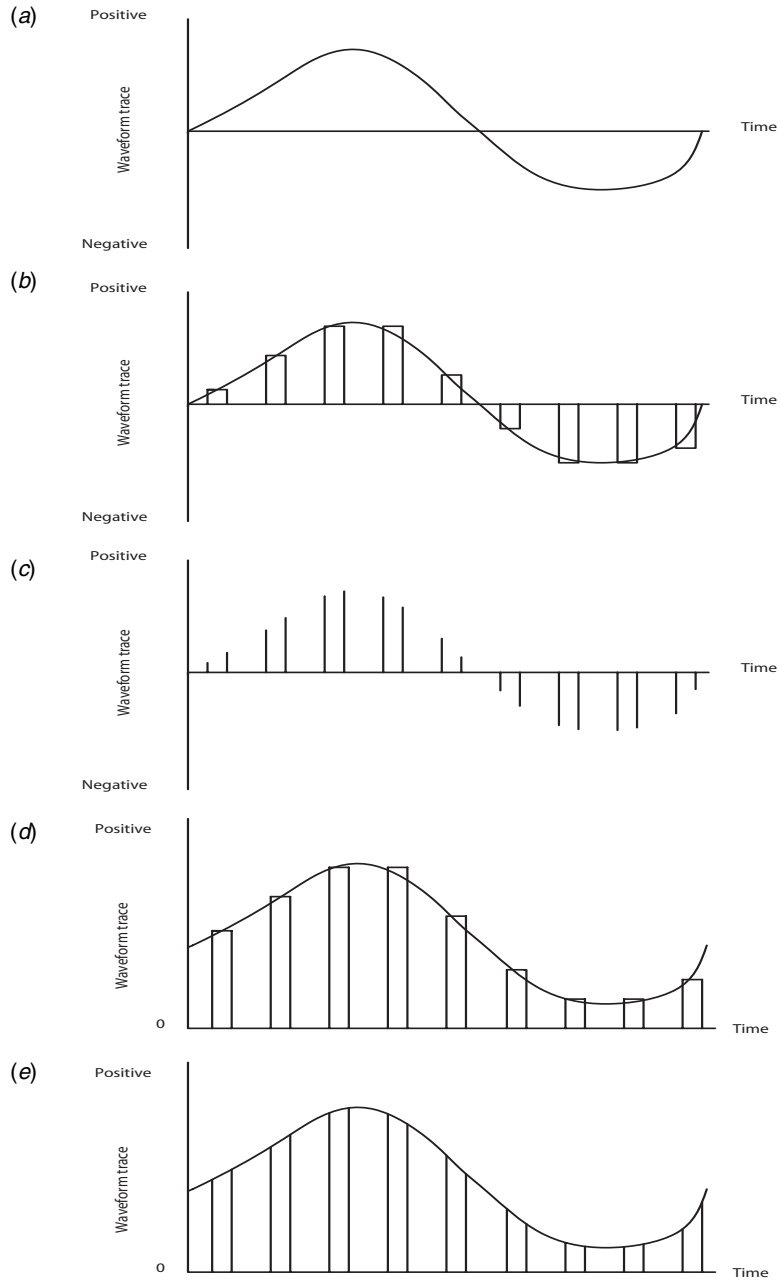 (a)
Positive
Waveform trace
Time
Negative
(b)
Positive
Waveform trace
Time
Negative
(c)
Positive
Waveform trace
Time
Negative
(d)
Positive
Waveform trace
0
Time
(e)
Positive
Waveform trace
0
Time